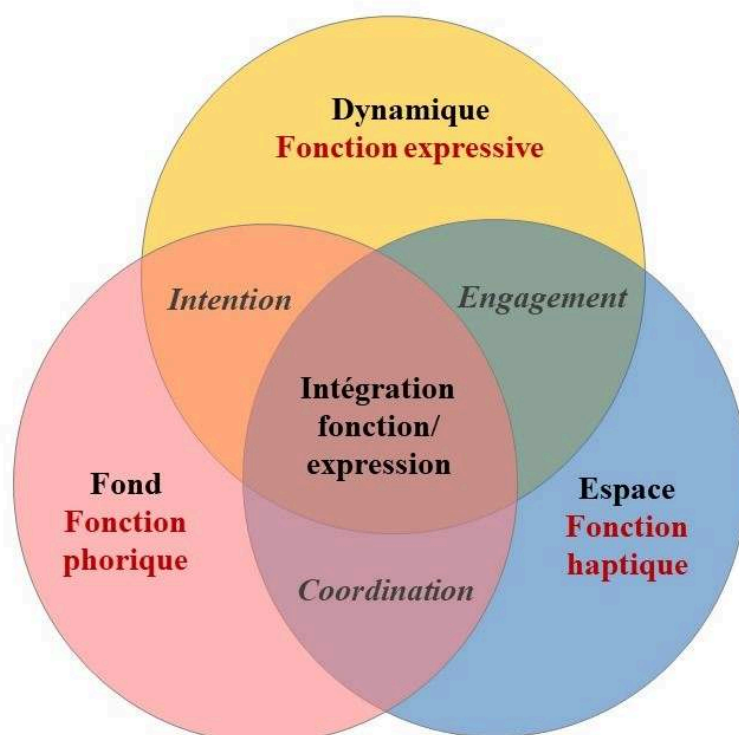 Dynamique
Fonction expressive
Intention
Engagement
Intégration
fonction/
expression
Fond
Fonction
phorique
Espace
Fonction
haptique
Coordination